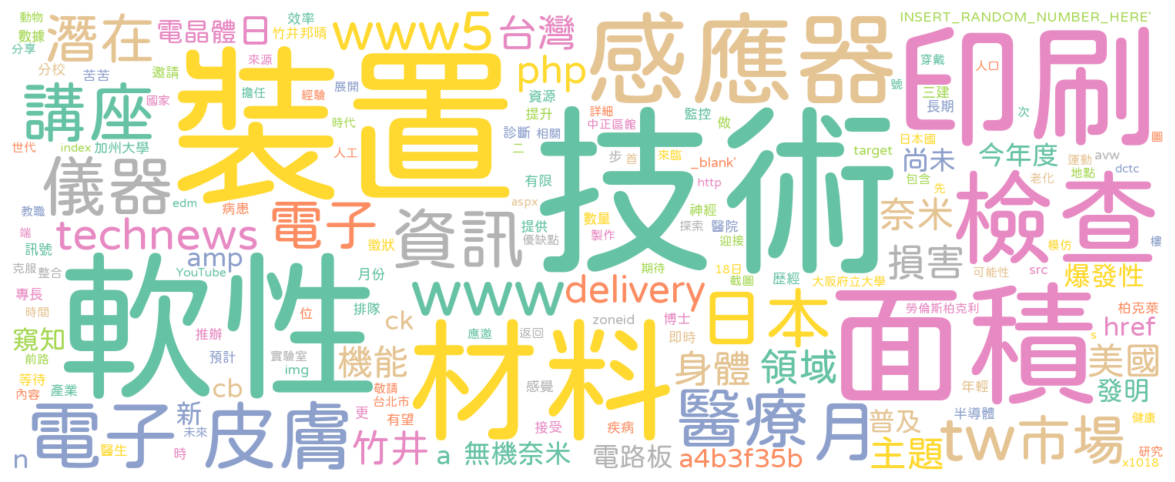 動物
數據
分享
潛在
電晶體
日
效率
竹井邦晴
www5
台灣
感應器
INSERT_RANDOM_NUMBER_HERE'
印刷
分校
苦苦
邀請
來源
裝置
php
穿戴
人口
號
三建
長期
次
圖
講座
國家
擔任
經驗
展開
時代
資源
提升
詳細
中正區館
監控
做
技術
世代
index
加州大學
人工
診斷
相關
二
步
首
來臨
_blank'
target
日本國
尚未
今年度
運動
avw
地點
dctc
儀器
edm
有限
aspx
http
包含
先
老化
檢查
教職
病患
電子
資訊
提供
優缺點
數量
製作
神經
探索
醫院
迎接
奈米
端
technews
徵狀
模仿
樓
訊號
amp
期待
18日
截圖
歷經
大阪府立大學
損害
可能性
src
爆發性
克服
整合
YouTube
月份
軟性
www
delivery
日本
面積
專長
時間
排隊
ck
位
推辦
應邀
返回
zoneid
博士
即時
勞倫斯柏克利
柏克萊
href
窺知
前路
預計
實驗室
img
機能
材料
感覺
身體
領域
s
美國
年輕
發明
等待
內容
產業
cb
敬請
台北市
電子皮膚
新
未來
更
有望
接受
疾病
醫療
月
普及
半導體
健康
tw
市場
n
醫生
時
竹井
a
無機奈米
電路板
a4b3f35b
主題
研究
x1018